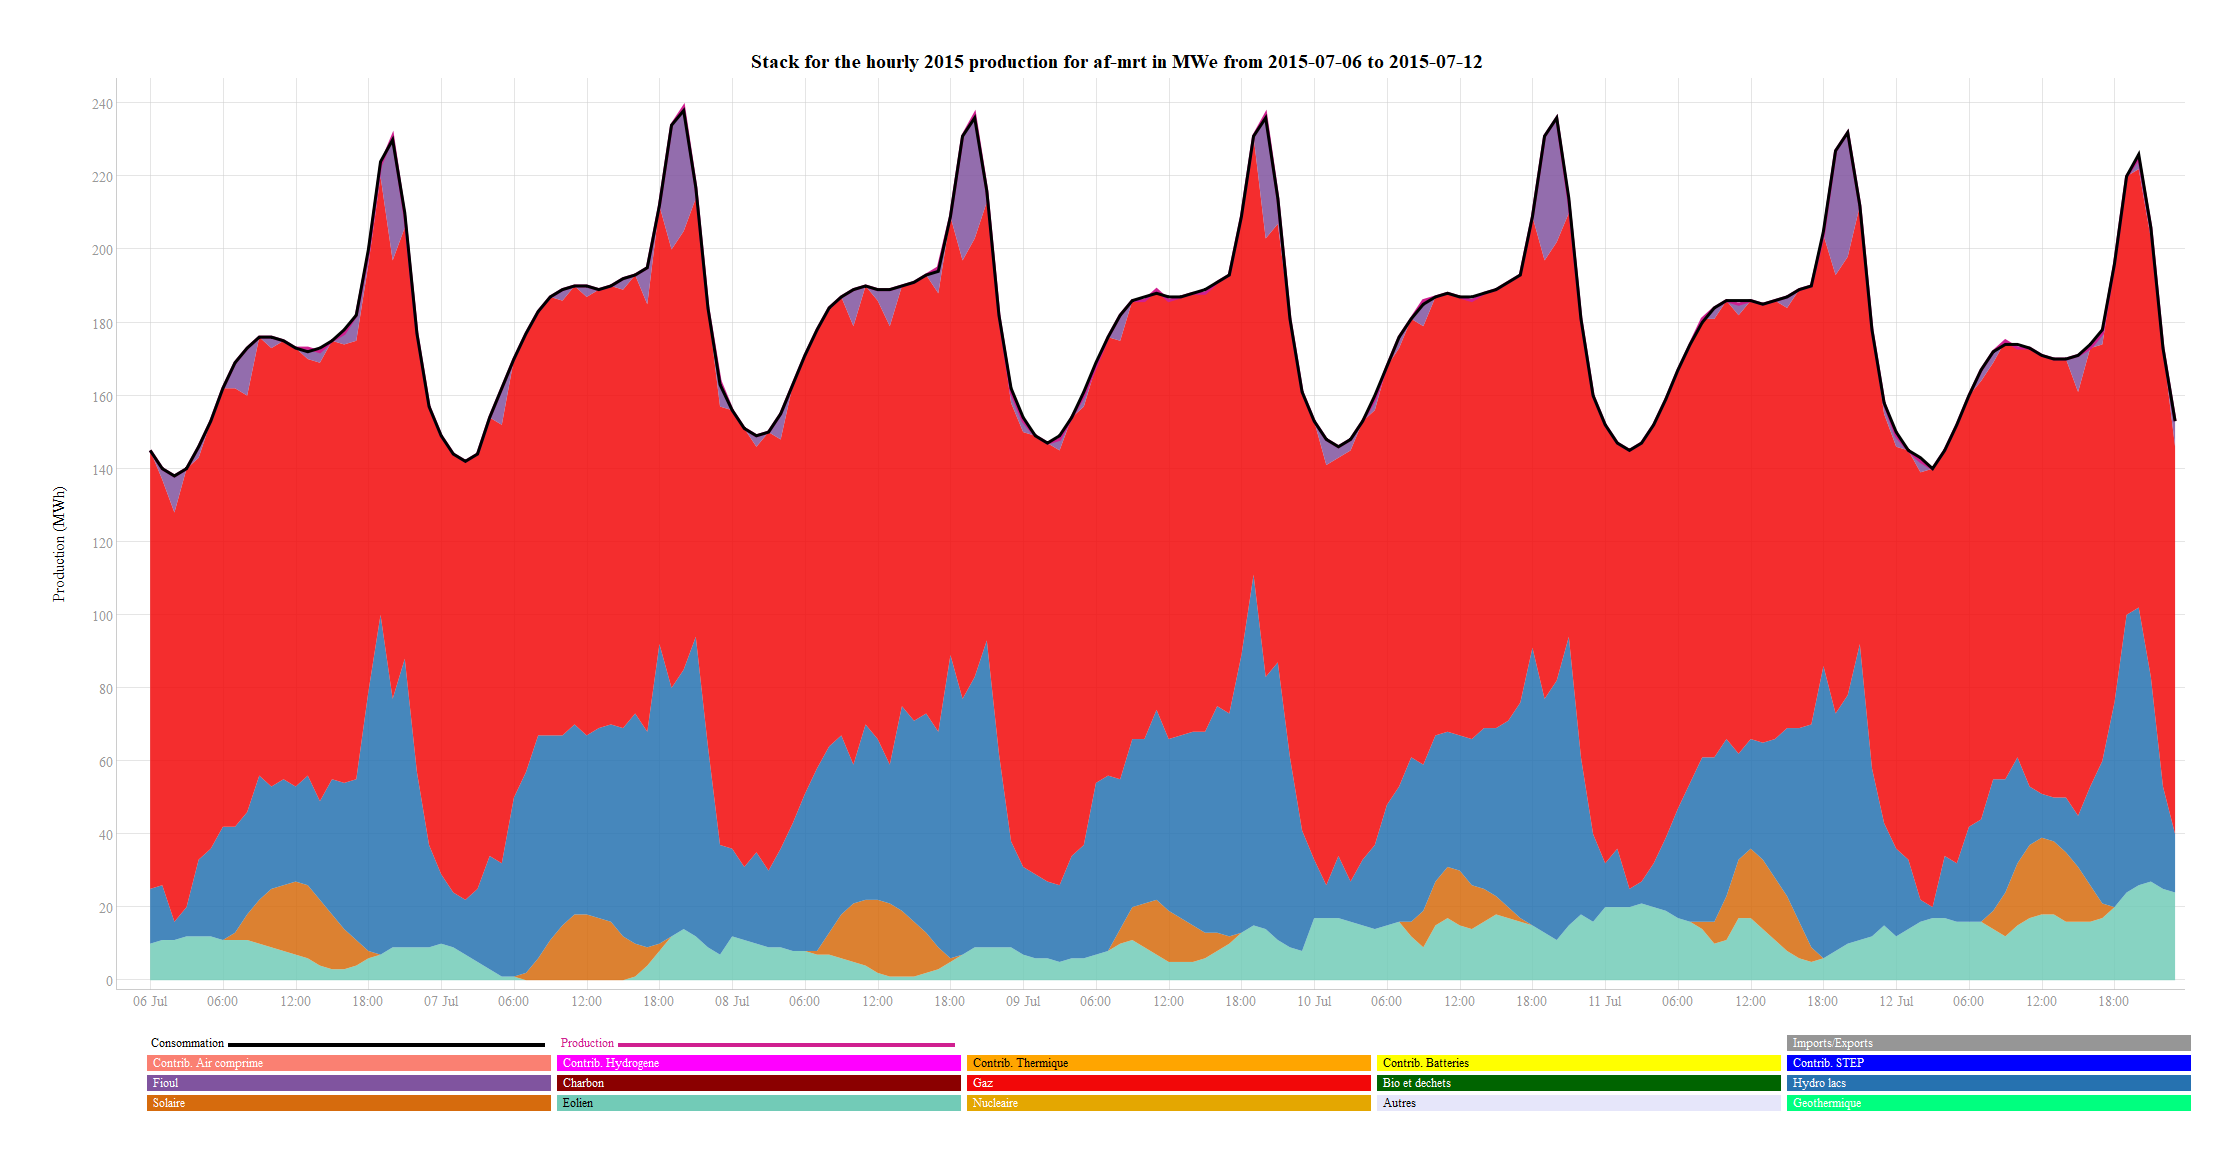 Stack for the hourly 2015 production for af-mrt in MWe from 2015-07-06 to 2015-07-12
240
220
200
180
160
140
120
100
80
60
40
20
0
Production (MWh)
06 Jul 06:00 12:00 18:00 07 Jul 06:00 12:00 18:00 08 Jul 06:00 12:00 18:00 09 Jul 06:00 12:00 18:00 10 Jul 06:00 12:00 18:00 11 Jul 06:00 12:00 18:00 12 Jul 06:00 12:00 18:00
Consommation Production Imports/Exports
Contrib. Air comprime Contrib. Hydrogene Contrib. Thermique Contrib. Batteries Contrib. STEP
Fioul Charbon Gaz Bio et dechets Hydro lacs
Solaire Eolien Nucleaire Autres Geothermique